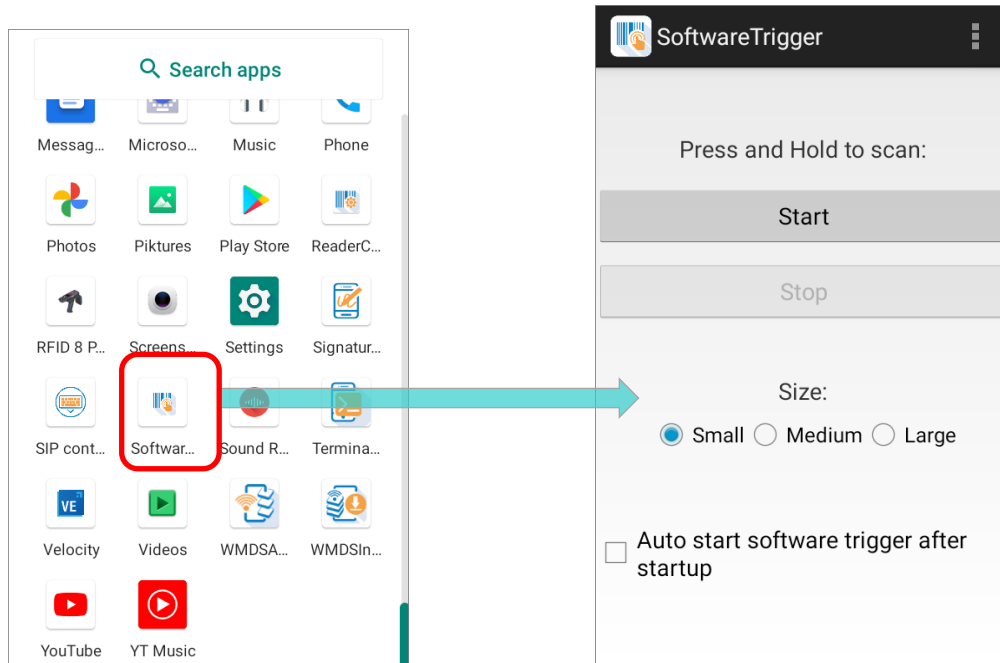 Search apps
Messag...
Microso...
Music
Phone
Photos
Piktures
Play Store
ReaderC...
RFID 8 P...
Screens...
Settings
Signatur...
SIP cont...
Softwar...
Sound R...
Termina...
VE
Velocity
Videos
WMDSA...
WMDSIn...
YouTube
YT Music
SoftwareTrigger
Press and Hold to scan:
Start
Stop
Size:
Small Medium Large
Auto start software trigger after
startup